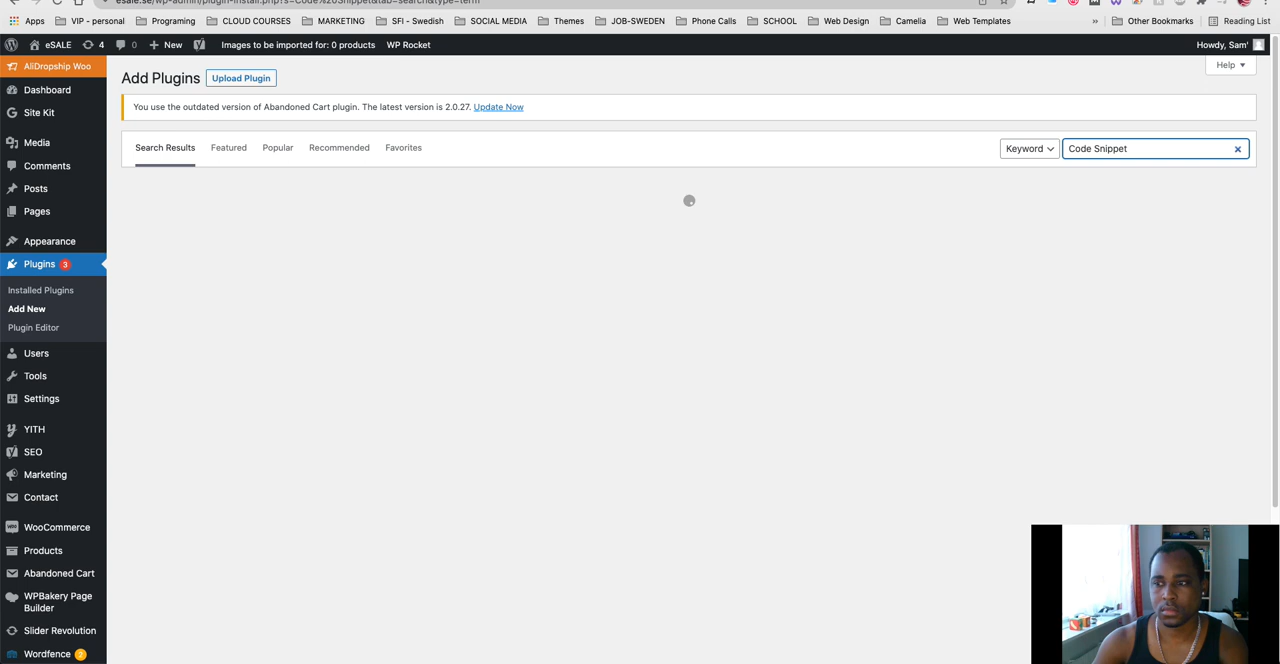 esale.se/wp-admin/plugin-install.php?s=Code%20Snippet&tab=search&type=term
Apps VIP - personal Programing CLOUD COURSES MARKETING SFI - Swedish SOCIAL MEDIA Themes JOB-SWEDEN Phone Calls SCHOOL Web Design Camelia Web Templates » Other Bookmarks Reading List
eSALE 4 0 New Images to be imported for: 0 products WP Rocket Howdy, Sam'
AliDropship Woo
Add Plugins Upload Plugin Help
Dashboard
You use the outdated version of Abandoned Cart plugin. The latest version is 2.0.27. Update Now
Site Kit
Search Results Featured Popular Recommended Favorites Keyword Code Snippet ×
Media
Comments
Posts
Pages
Appearance
Plugins 3
Installed Plugins
Add New
Plugin Editor
Users
Tools
Settings
YITH
SEO
Marketing
Contact
WooCommerce
Products
Abandoned Cart
WPBakery Page
Builder
Slider Revolution
Wordfence 2